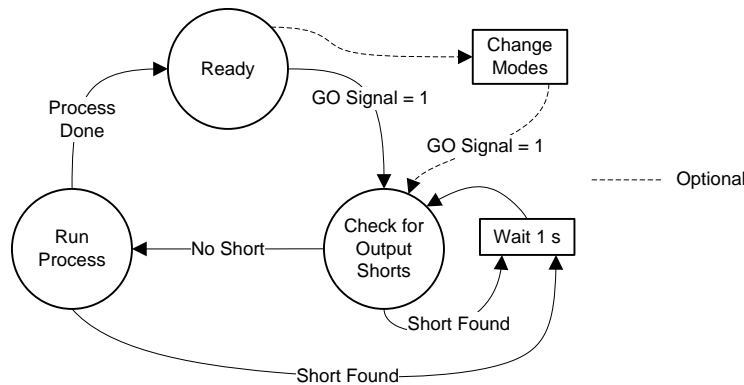 Ready
Change
Modes
GO Signal = 1
Process
Done
GO Signal = 1
Optional
Check for
Output
Shorts
Run
Process
No Short
Wait 1 s
Short Found
Short Found